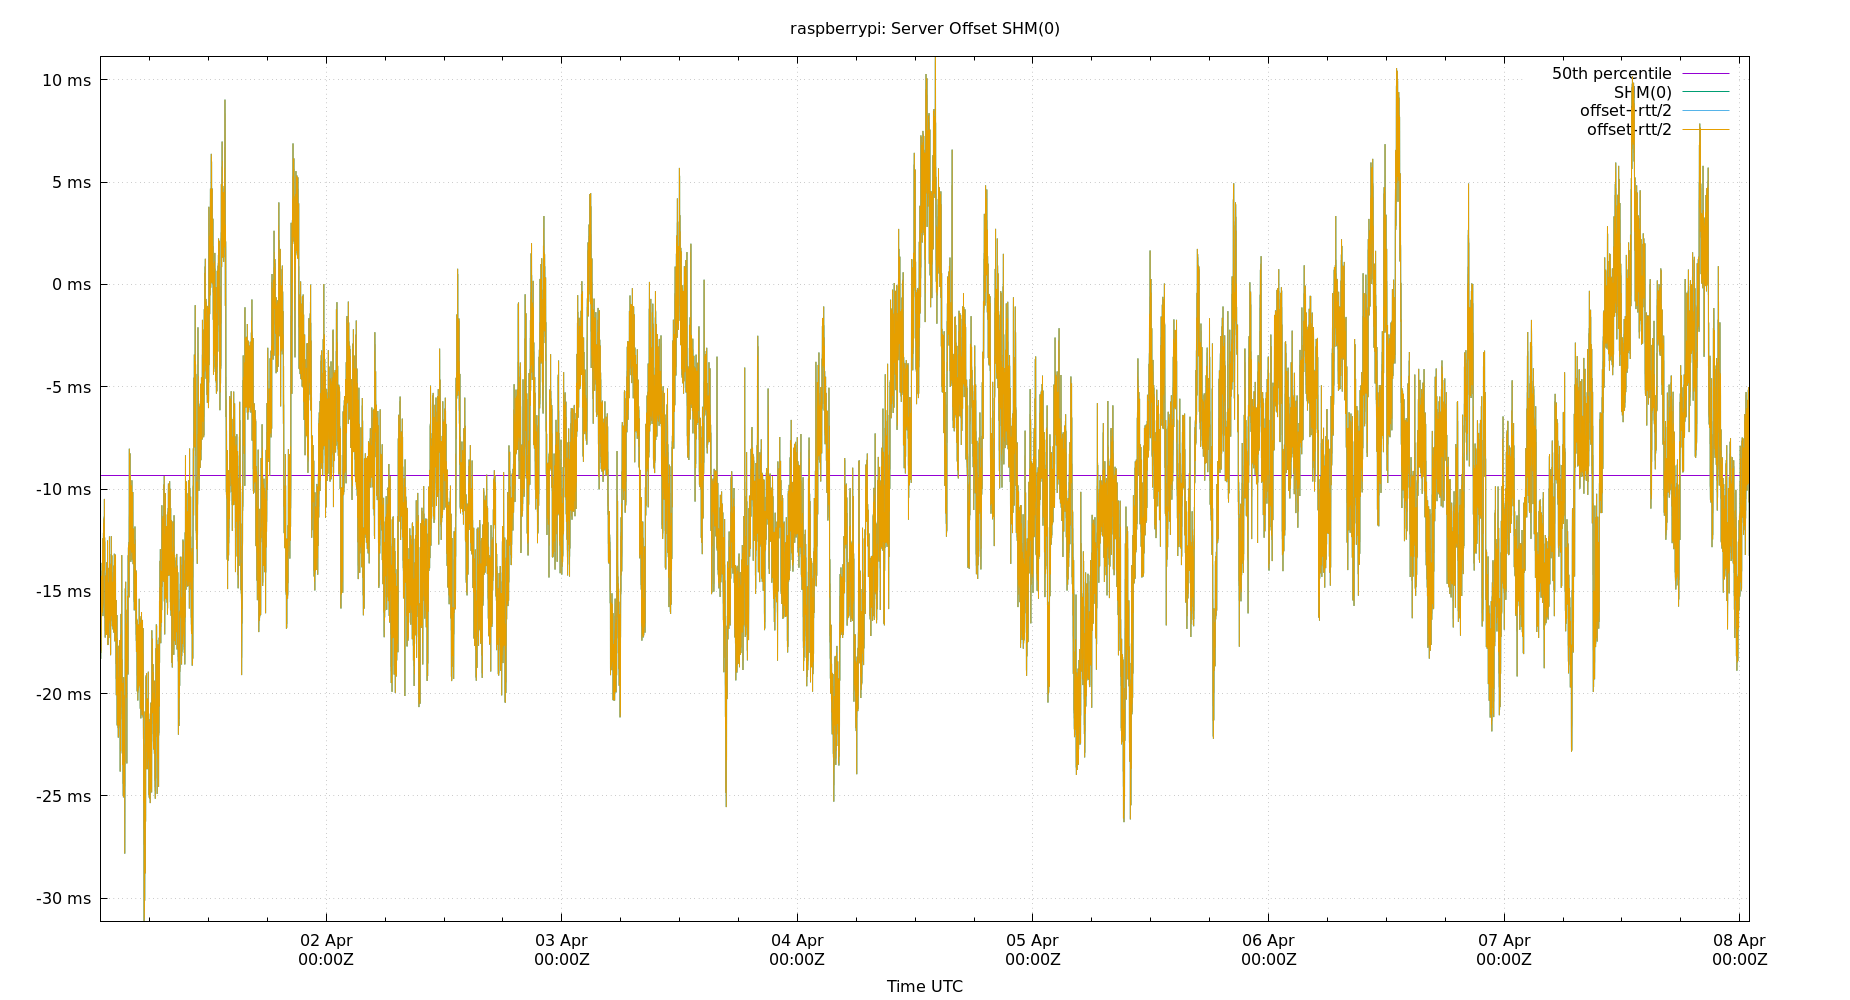 raspberrypi: Server Offset SHM(0)
10 ms
5 ms
0 ms
-5 ms
-10 ms
-15 ms
-20 ms
-25 ms
-30 ms
50th percentile
SHM(0)
offset+rtt/2
offset-rtt/2
02 Apr
00:00Z
03 Apr
00:00Z
04 Apr
00:00Z
05 Apr
00:00Z
06 Apr
00:00Z
07 Apr
00:00Z
08 Apr
00:00Z
Time UTC